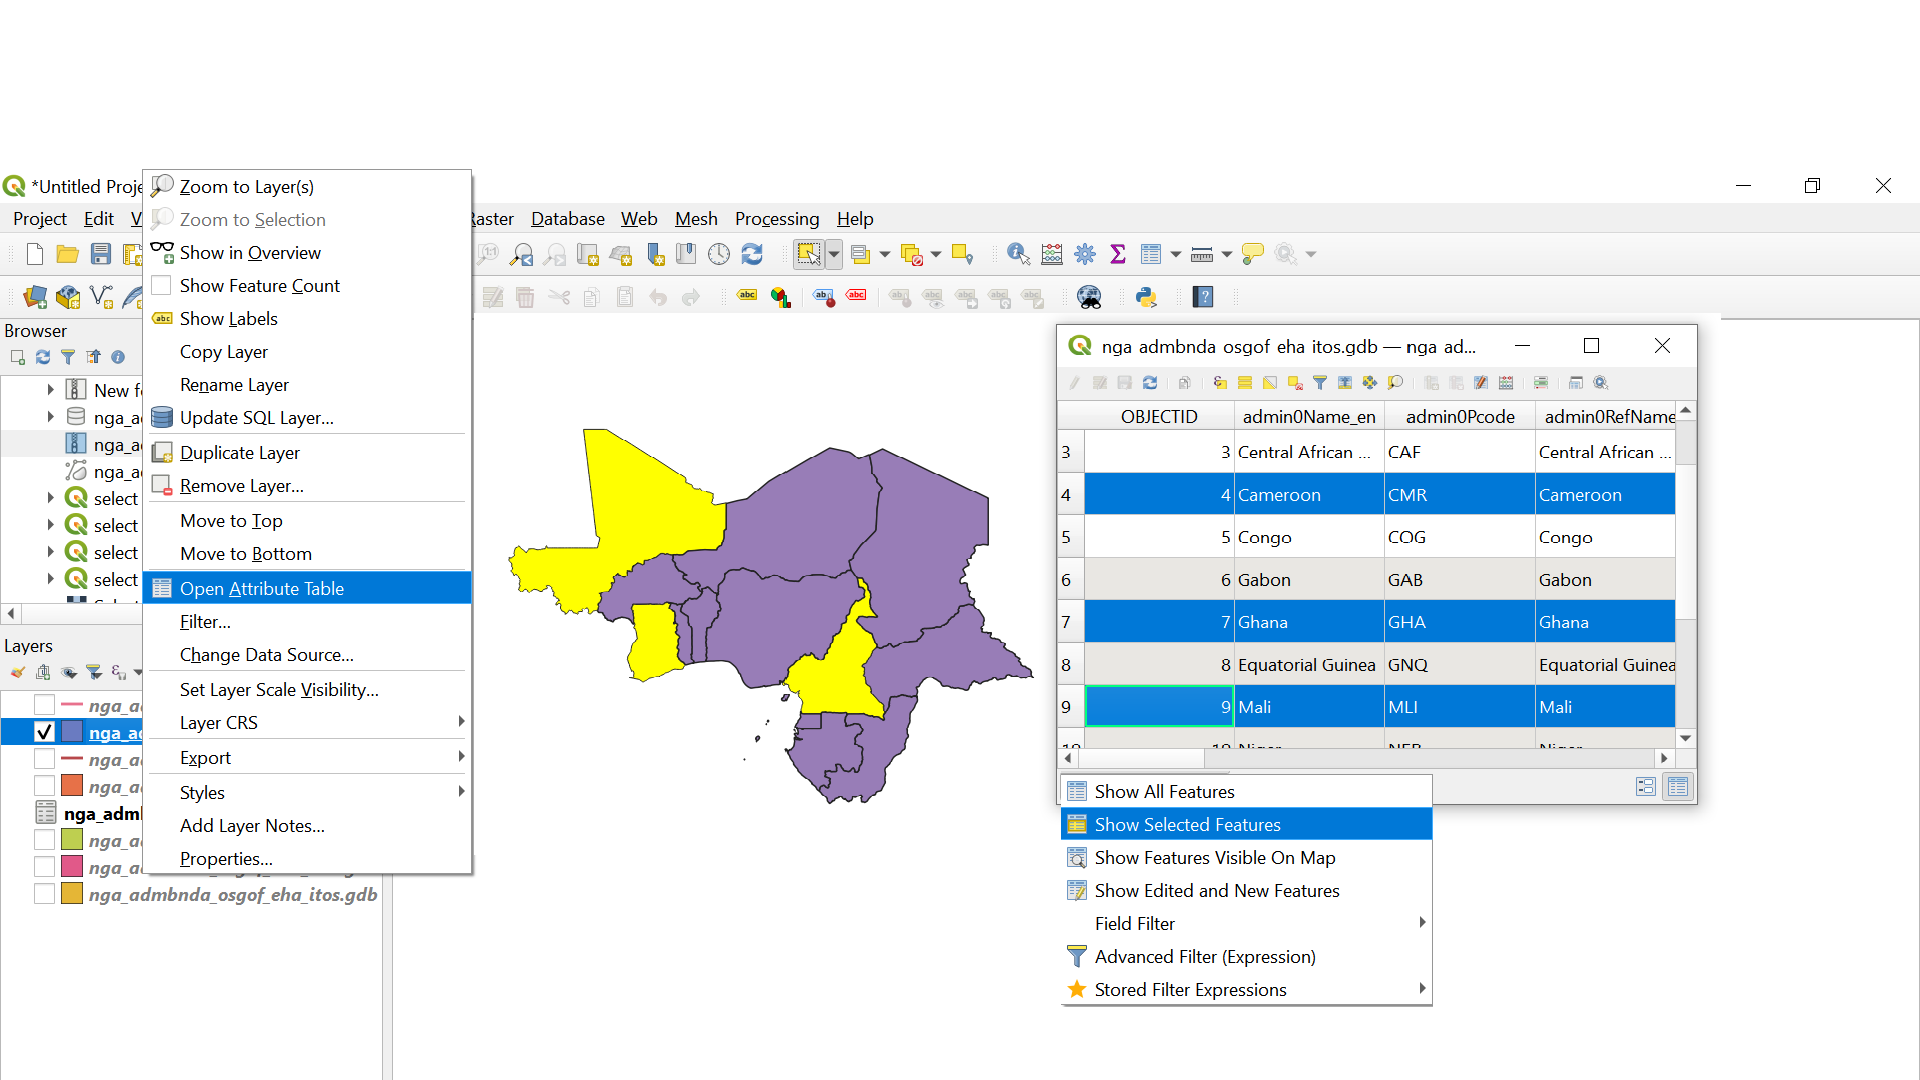 *Untitled Proje
Project Edit V Raster Database Web Mesh Processing Help
Zoom to Layer(s)
Zoom to Selection
Show in Overview
Show Feature Count
Show Labels
Copy Layer
Rename Layer
Update SQL Layer...
Duplicate Layer
Remove Layer...
Move to Top
Move to Bottom
Open Attribute Table
Filter...
Change Data Source...
Set Layer Scale Visibility...
Layer CRS
Export
Styles
Add Layer Notes...
Properties...
Browser
New f
nga_a
nga_a
nga_a
select
select
select
select
Layers
nga_a
nga_a
nga_a
nga_a
nga_adm
nga_a
nga_a
nga_admbnda_osgof_eha_itos.gdb
nga admbnda osgof eha itos.gdb — nga ad...
OBJECTID admin0Name_en admin0Pcode admin0RefName
3 3 Central African ... CAF Central African ...
4 4 Cameroon CMR Cameroon
5 5 Congo COG Congo
6 6 Gabon GAB Gabon
7 7 Ghana GHA Ghana
8 8 Equatorial Guinea GNQ Equatorial Guinea
9 9 Mali MLI Mali
Show All Features
Show Selected Features
Show Features Visible On Map
Show Edited and New Features
Field Filter
Advanced Filter (Expression)
Stored Filter Expressions